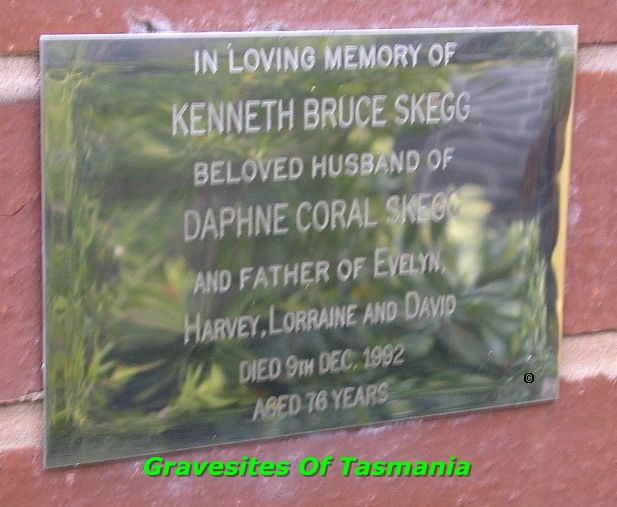 IN LOVING MEMORY OF
KENNETH BRUCE SKEGG
BELOVED HUSBAND OF
DAPHNE CORAL SKEGG
AND FATHER OF EVELYN,
HARVEY, LORRAINE AND DAVID
DIED 9TH DEC. 1992
AGED 76 YEARS
©
Gravesites Of Tasmania